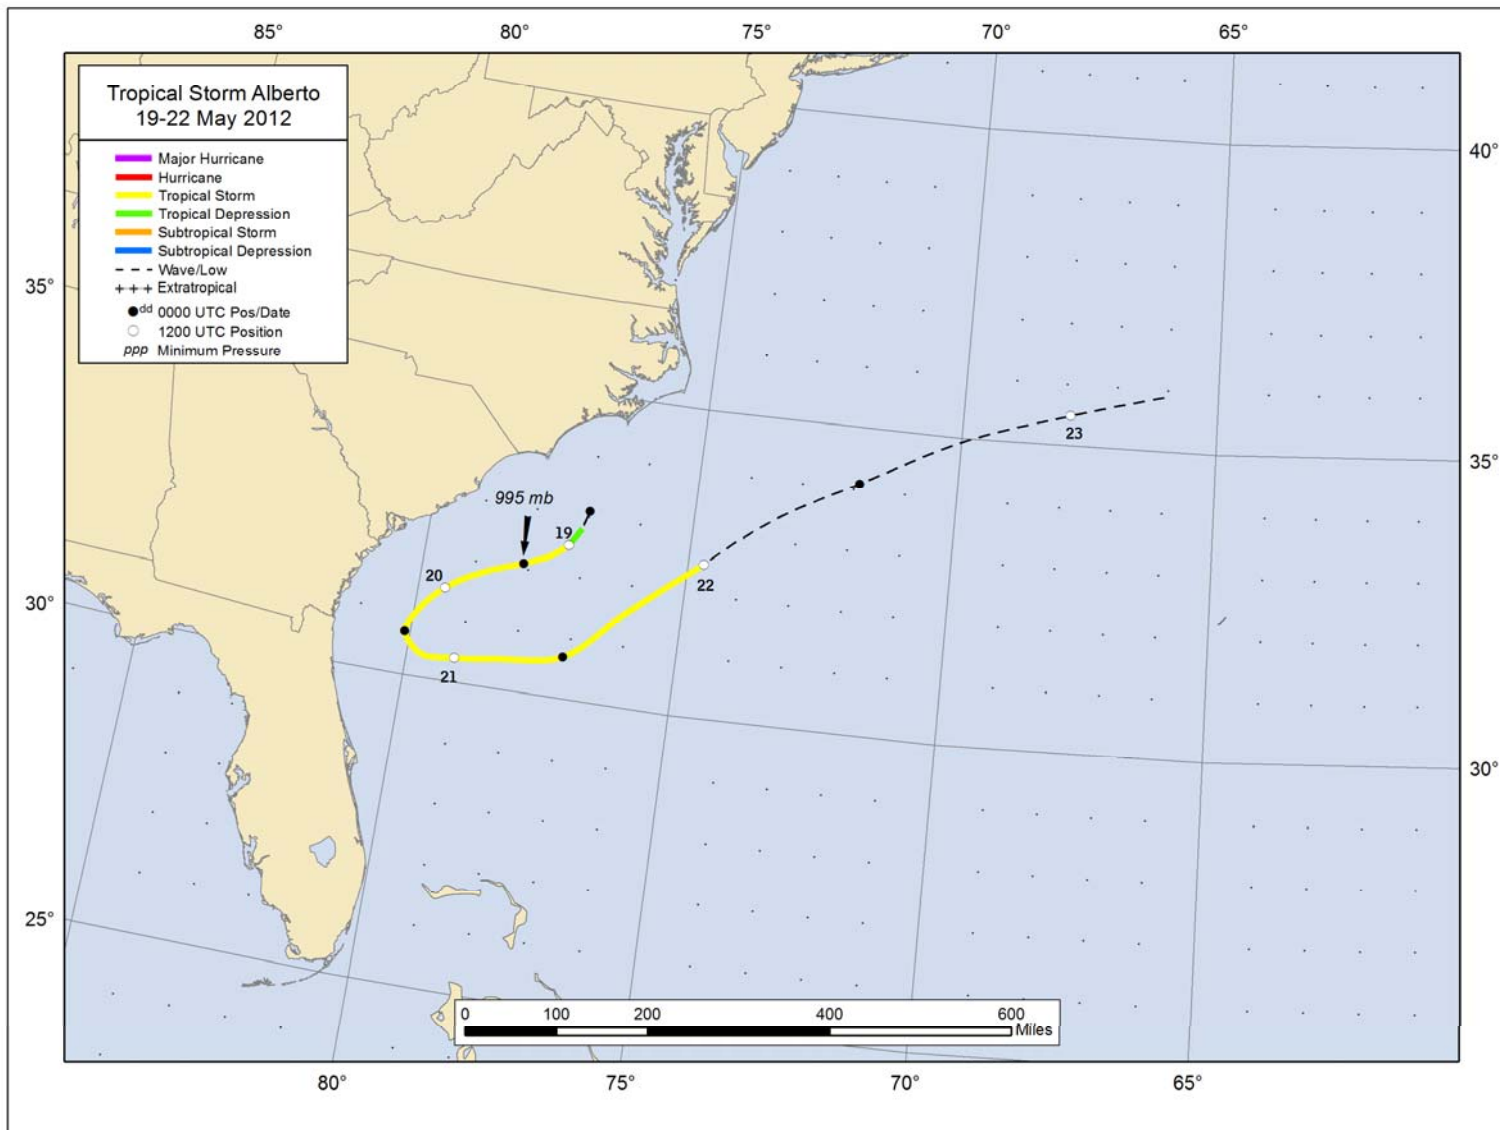 85° 80° 75° 70° 65°
Tropical Storm Alberto
19-22 May 2012
Major Hurricane
Hurricane
Tropical Storm
Tropical Depression
Subtropical Storm
Subtropical Depression
Wave/Low
Extratropical
dd 0000 UTC Pos/Date
1200 UTC Position
ppp Minimum Pressure
40°
35°
35°
23
995 mb
19
20
22
30°
21
30°
25°
0 100 200 400 600
Miles
80° 75° 70° 65°